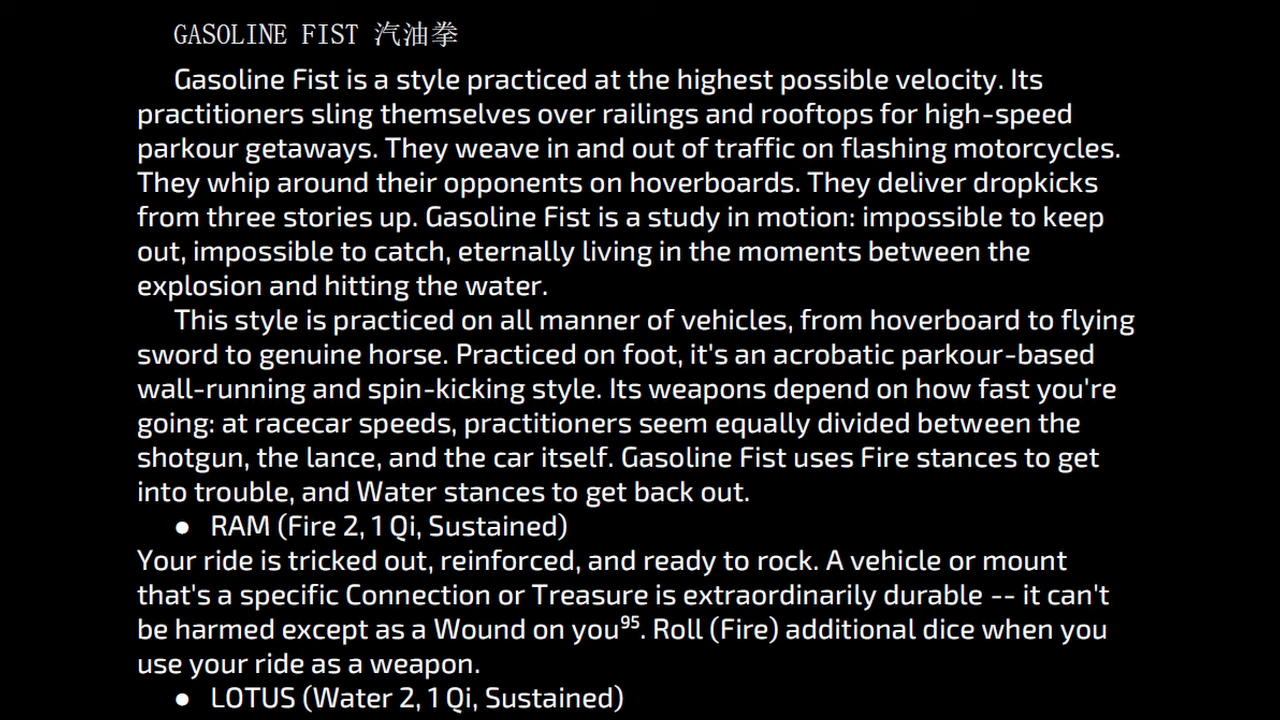 GASOLINE FIST 汽油拳
Gasoline Fist is a style practiced at the highest possible velocity. Its
practitioners sling themselves over railings and rooftops for high-speed
parkour getaways. They weave in and out of traffic on flashing motorcycles.
They whip around their opponents on hoverboards. They deliver dropkicks
from three stories up. Gasoline Fist is a study in motion: impossible to keep
out, impossible to catch, eternally living in the moments between the
explosion and hitting the water.
This style is practiced on all manner of vehicles, from hoverboard to flying
sword to genuine horse. Practiced on foot, it's an acrobatic parkour-based
wall-running and spin-kicking style. Its weapons depend on how fast you're
going: at racecar speeds, practitioners seem equally divided between the
shotgun, the lance, and the car itself. Gasoline Fist uses Fire stances to get
into trouble, and Water stances to get back out.
● RAM (Fire 2, 1 Qi, Sustained)
Your ride is tricked out, reinforced, and ready to rock. A vehicle or mount
that's a specific Connection or Treasure is extraordinarily durable -- it can't
be harmed except as a Wound on you⁹⁵. Roll (Fire) additional dice when you
use your ride as a weapon.
● LOTUS (Water 2, 1 Qi, Sustained)